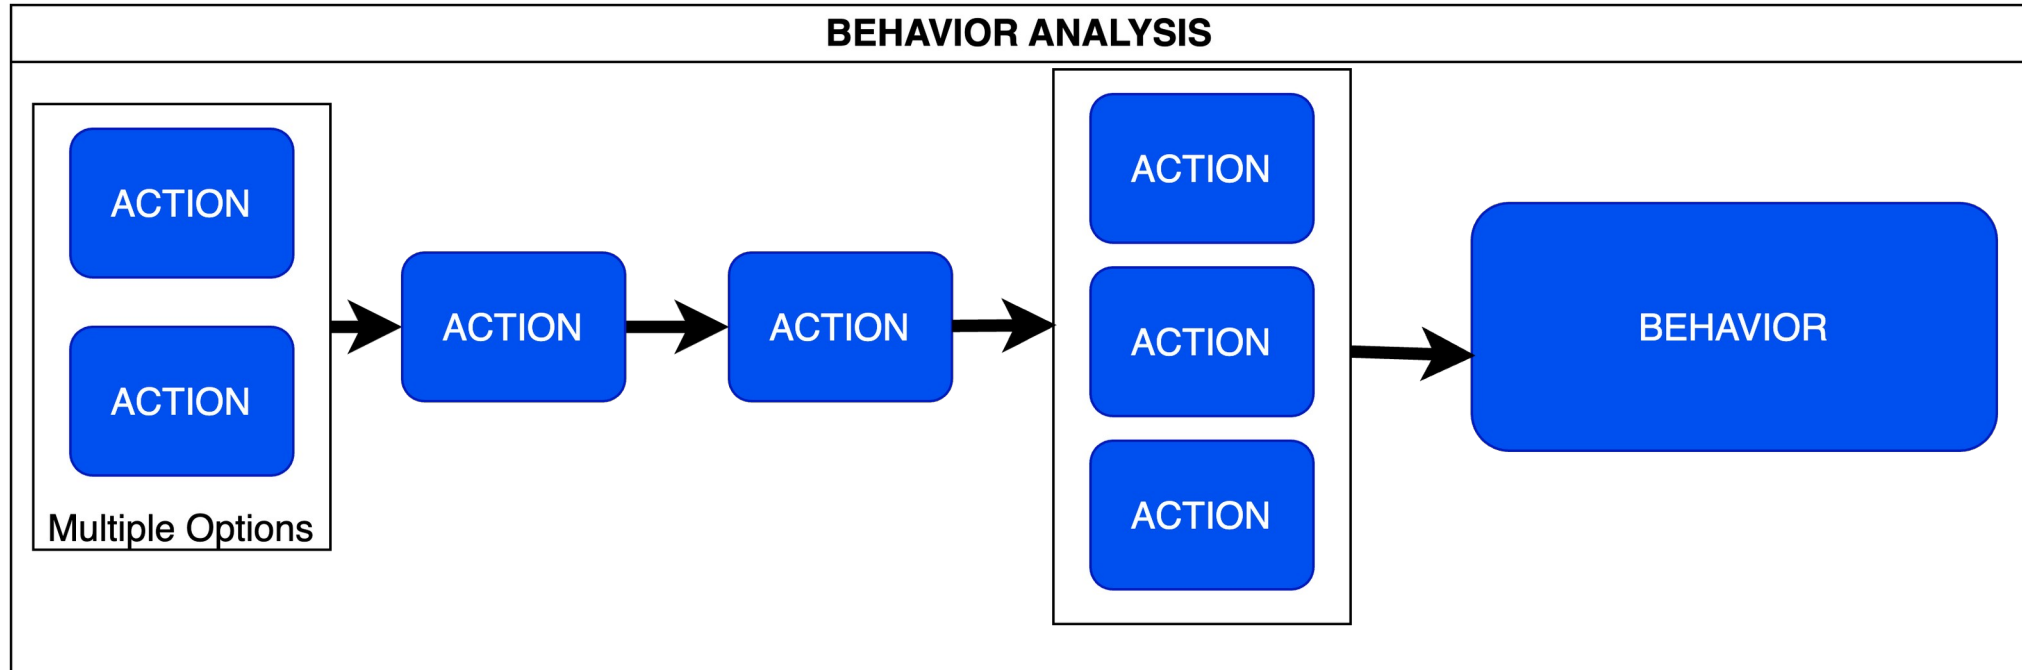 BEHAVIOR ANALYSIS
ACTION
ACTION
Multiple Options
ACTION
ACTION
ACTION
ACTION
ACTION
BEHAVIOR